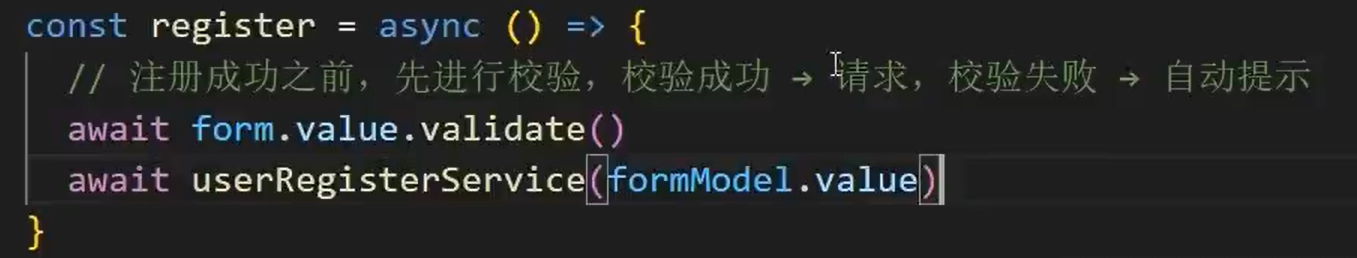 const register = async () => {
// 注册成功之前，先进行校验，校验成功 → 请求，校验失败 → 自动提示
await form.value.validate()
await userRegisterService(formModel.value)
}